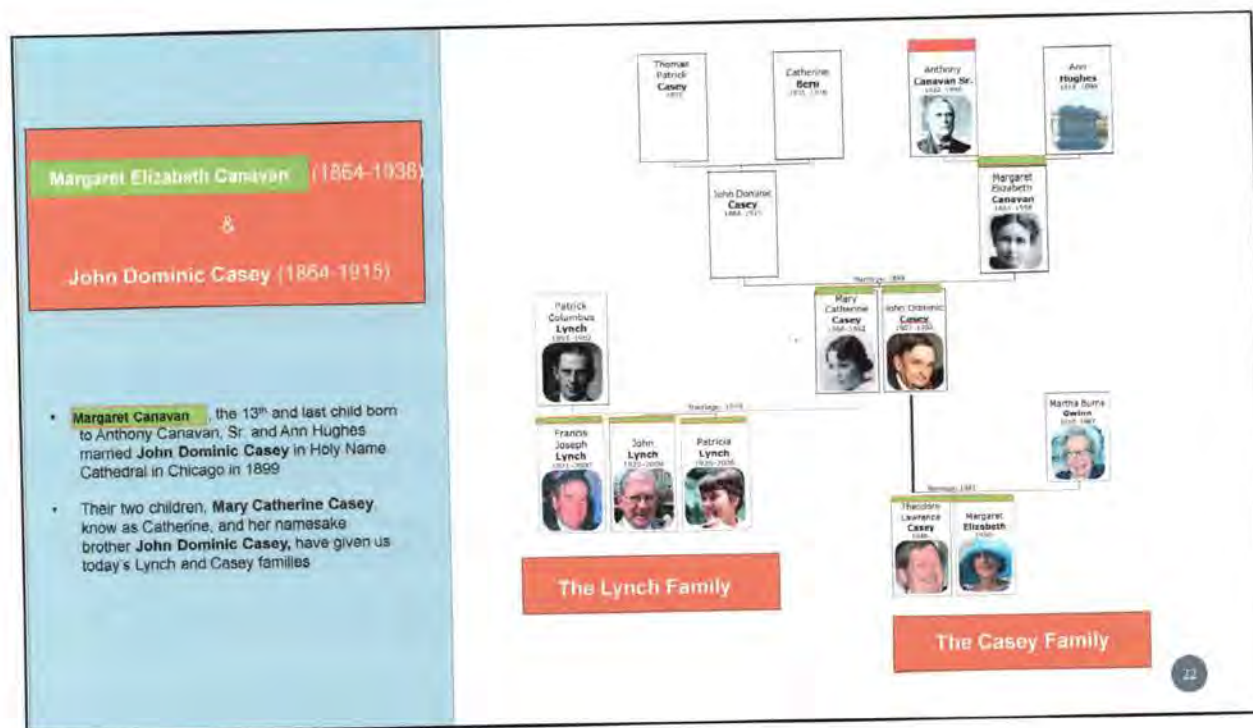 Margaret Elizabeth Canavan (1864-1938)
&
John Dominic Casey (1864-1915)
• Margaret Canavan , the 13th and last child born
to Anthony Canavan, Sr. and Ann Hughes
married John Dominic Casey in Holy Name
Cathedral in Chicago in 1899
• Their two children, Mary Catherine Casey
know as Catherine, and her namesake
brother John Dominic Casey, have given us
today's Lynch and Casey families
Thomas
Patrick
Casey
Catherine
Bern
Anthony
Canavan Sr.
Ann
Hughes
John Dominic
Casey
Margaret
Elizabeth
Canavan
Marriage: 1899
Mary
Catherine
Casey
John Dominic
Casey
Patrick
Columbus
Lynch
Marriage:
Francis
Joseph
Lynch
John
Lynch
Patricia
Lynch
Martha Burns
Gwinn
Marriage:
Theodore
Lawrence
Casey
Margaret
Elizabeth
The Lynch Family
The Casey Family
22